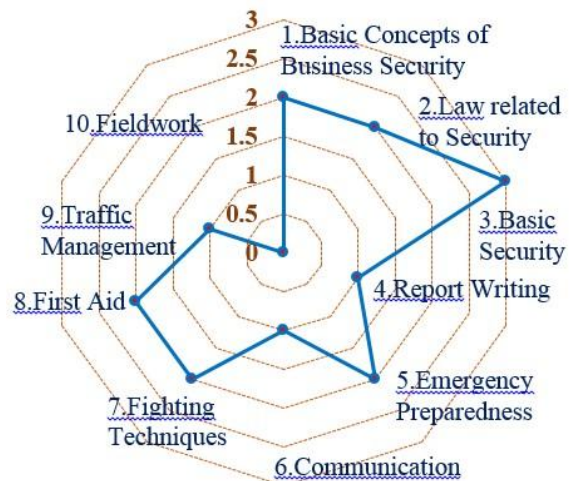 3
1.Basic Concepts of
Business Security
2.5
2
2.Law related
to Security
10.Fieldwork
1.5
1
0.5
9.Traffic
Management
3.Basic
Security
0
4.Report Writing
8.First Aid
5.Emergency
Preparedness
7.Fighting
Techniques
6.Communication